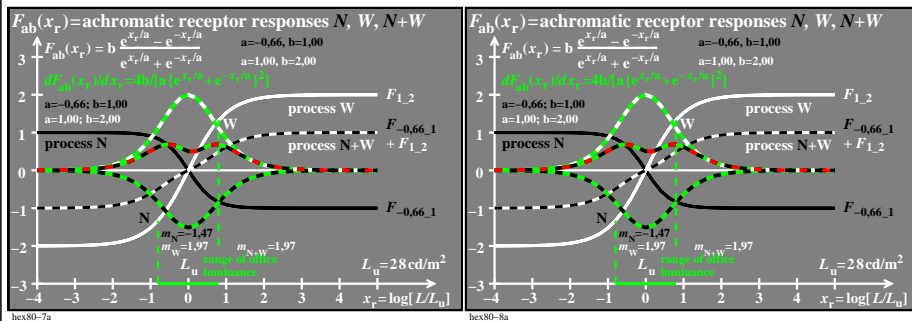 F_ab(x_r)=achromatic receptor responses N, W, N+W
F_ab(x_r) = b (e^{x_r/a} − e^{−x_r/a}) / (e^{x_r/a} + e^{−x_r/a})
a=-0,66, b=1,00
a=1,00, b=2,00
dF_ab(x_r)/dx_r=4b/[a{e^{x_r/a}+e^{-x_r/a}}^2]
a=-0,66; b=1,00
a=1,00; b=2,00
3
2
1
0
−1
−2
−3
process W
F_1_2
W
F_−0,66_1
+ F_1_2
process N
process N+W
N
F_−0,66_1
m_N=−1,47
m_W=1,97
m_N+W=1,97
L_u
range of office
luminance
L_u=28cd/m^2
−4 −3 −2 −1 0 1 2 3 4 5
x_r=log[L/L_u]
hex80-7a
F_ab(x_r)=achromatic receptor responses N, W, N+W
F_ab(x_r) = b (e^{x_r/a} − e^{−x_r/a}) / (e^{x_r/a} + e^{−x_r/a})
a=-0,66, b=1,00
a=1,00, b=2,00
dF_ab(x_r)/dx_r=4b/[a{e^{x_r/a}+e^{-x_r/a}}^2]
a=-0,66; b=1,00
a=1,00; b=2,00
3
2
1
0
−1
−2
−3
process W
F_1_2
W
F_−0,66_1
+ F_1_2
process N
process N+W
N
F_−0,66_1
m_N=−1,47
m_W=1,97
m_N+W=1,97
L_u
range of office
luminance
L_u=28cd/m^2
−4 −3 −2 −1 0 1 2 3 4 5
x_r=log[L/L_u]
hex80-8a